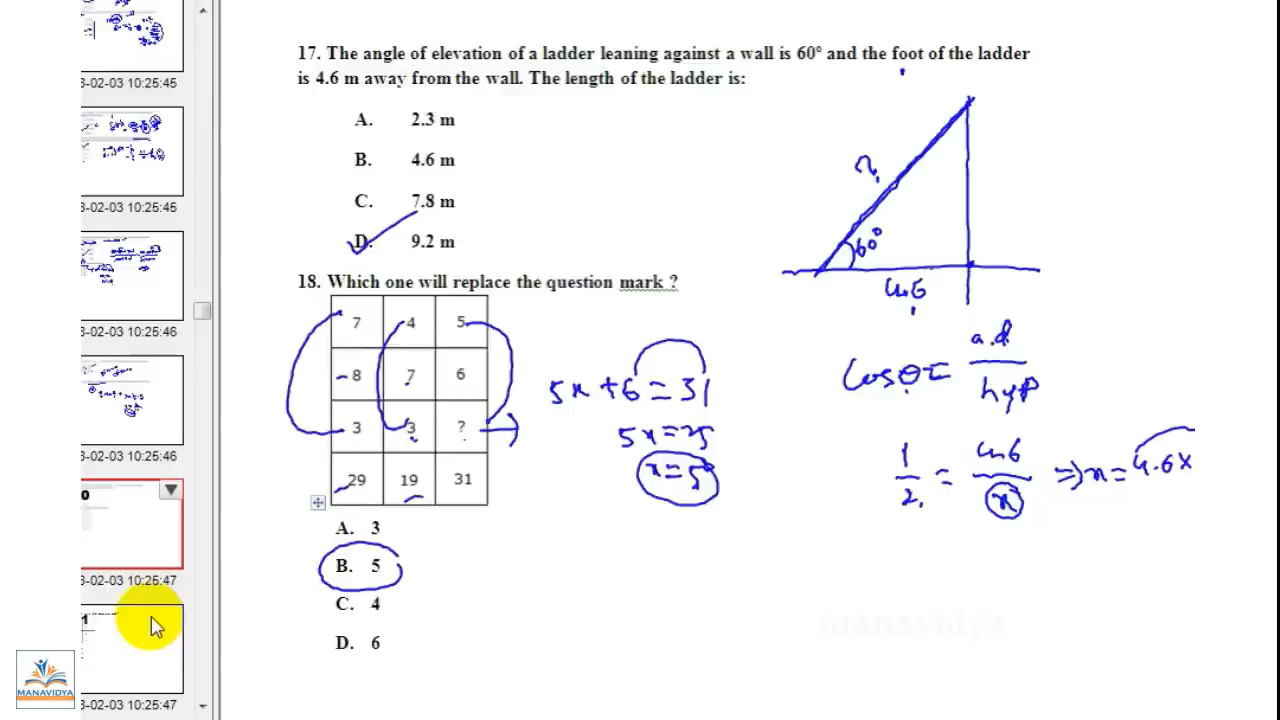 3-02-03 10:25:45
3-02-03 10:25:45
3-02-03 10:25:46
3-02-03 10:25:46
0
3-02-03 10:25:47
1
3-02-03 10:25:47
MANAVIDYA
17. The angle of elevation of a ladder leaning against a wall is 60° and the foot of the ladder
is 4.6 m away from the wall. The length of the ladder is:
A. 2.3 m
B. 4.6 m
C. 7.8 m
D. 9.2 m
60°
4.6
cosθ = ad/hyp
1/2 = 4.6/x ⇒ x = 4.6×
18. Which one will replace the question mark ?
7 4 5
8 7 6
3 3 ?
29 19 31
5x + 6 = 31
5x = 25
x = 5
A. 3
B. 5
C. 4
D. 6
manavidya